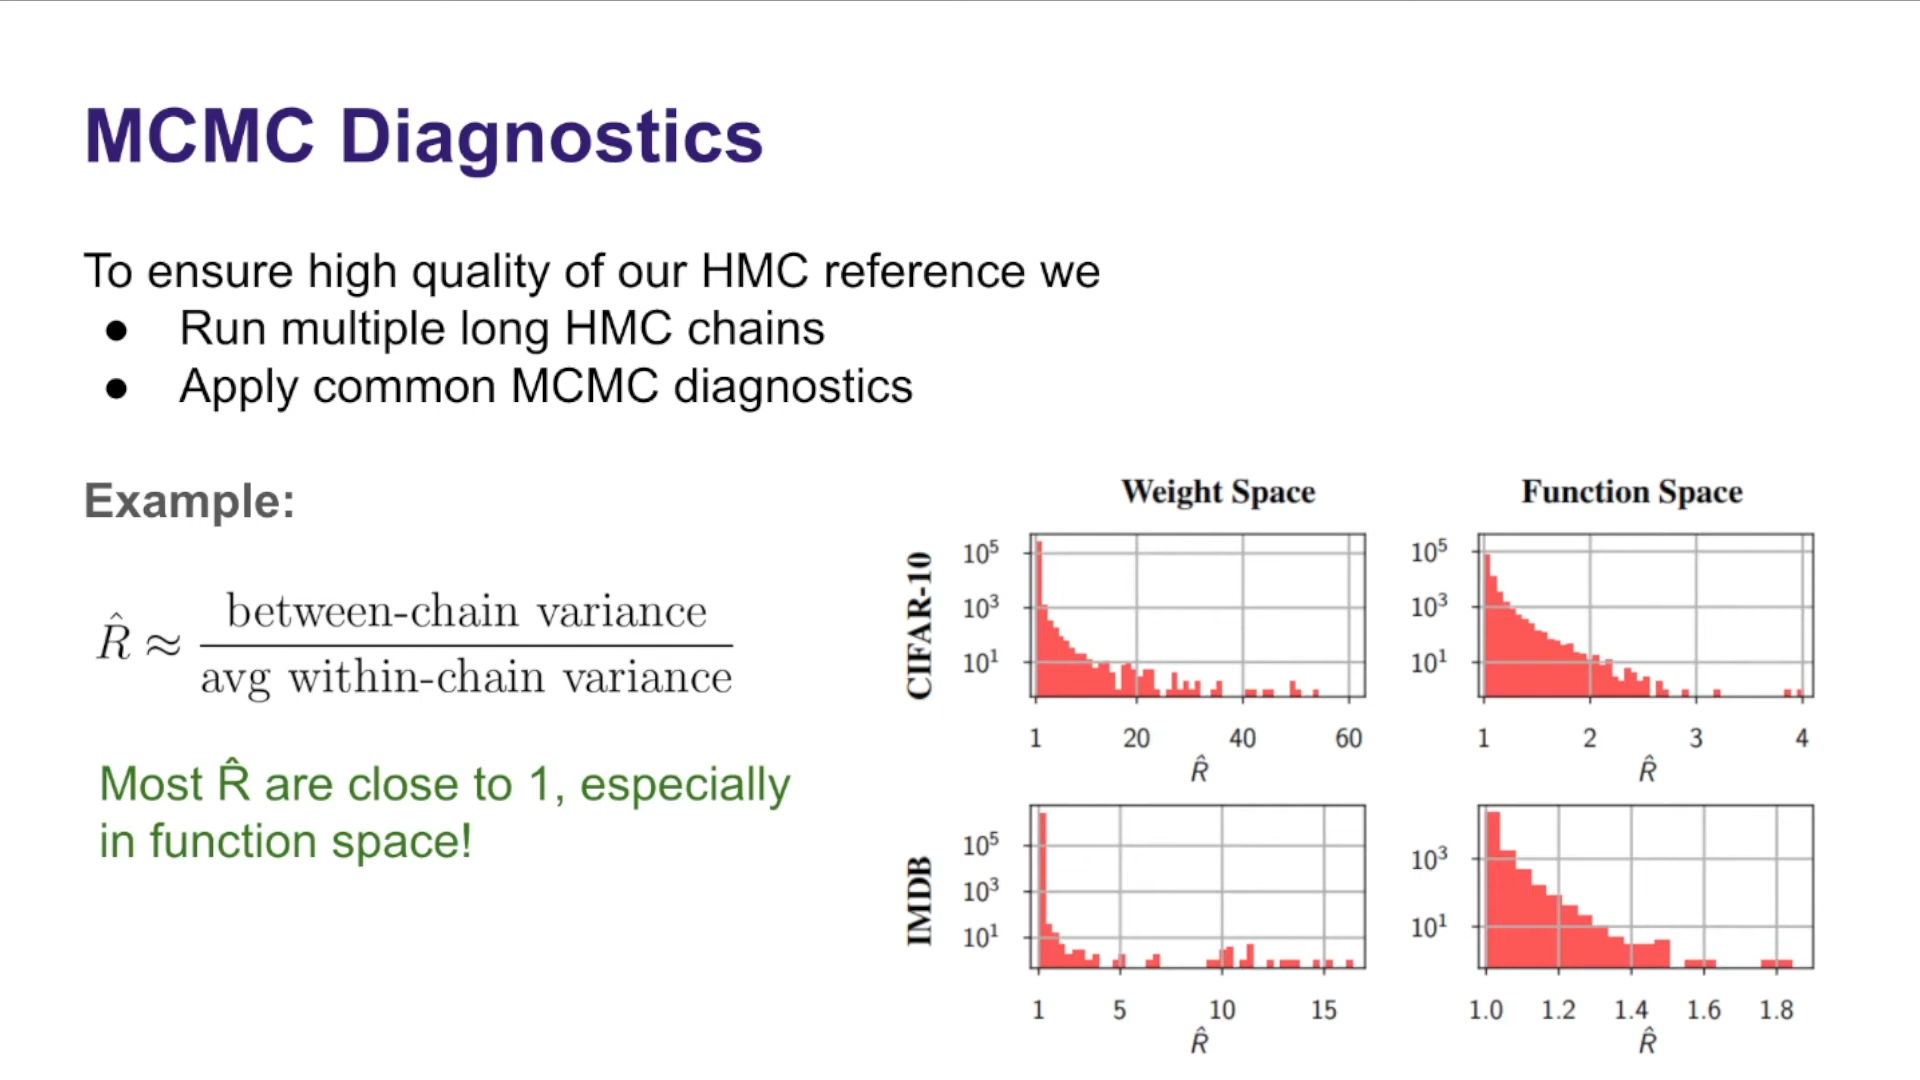 MCMC Diagnostics
To ensure high quality of our HMC reference we
● Run multiple long HMC chains
● Apply common MCMC diagnostics
Example:
R̂ ≈ between-chain variance
avg within-chain variance
Most R̂ are close to 1, especially
in function space!
Weight Space
Function Space
CIFAR-10
10⁵
10³
10¹
1 20 40 60
R̂
10⁵
10³
10¹
1 2 3 4
R̂
IMDB
10⁵
10³
10¹
1 5 10 15
R̂
10³
10¹
1.0 1.2 1.4 1.6 1.8
R̂